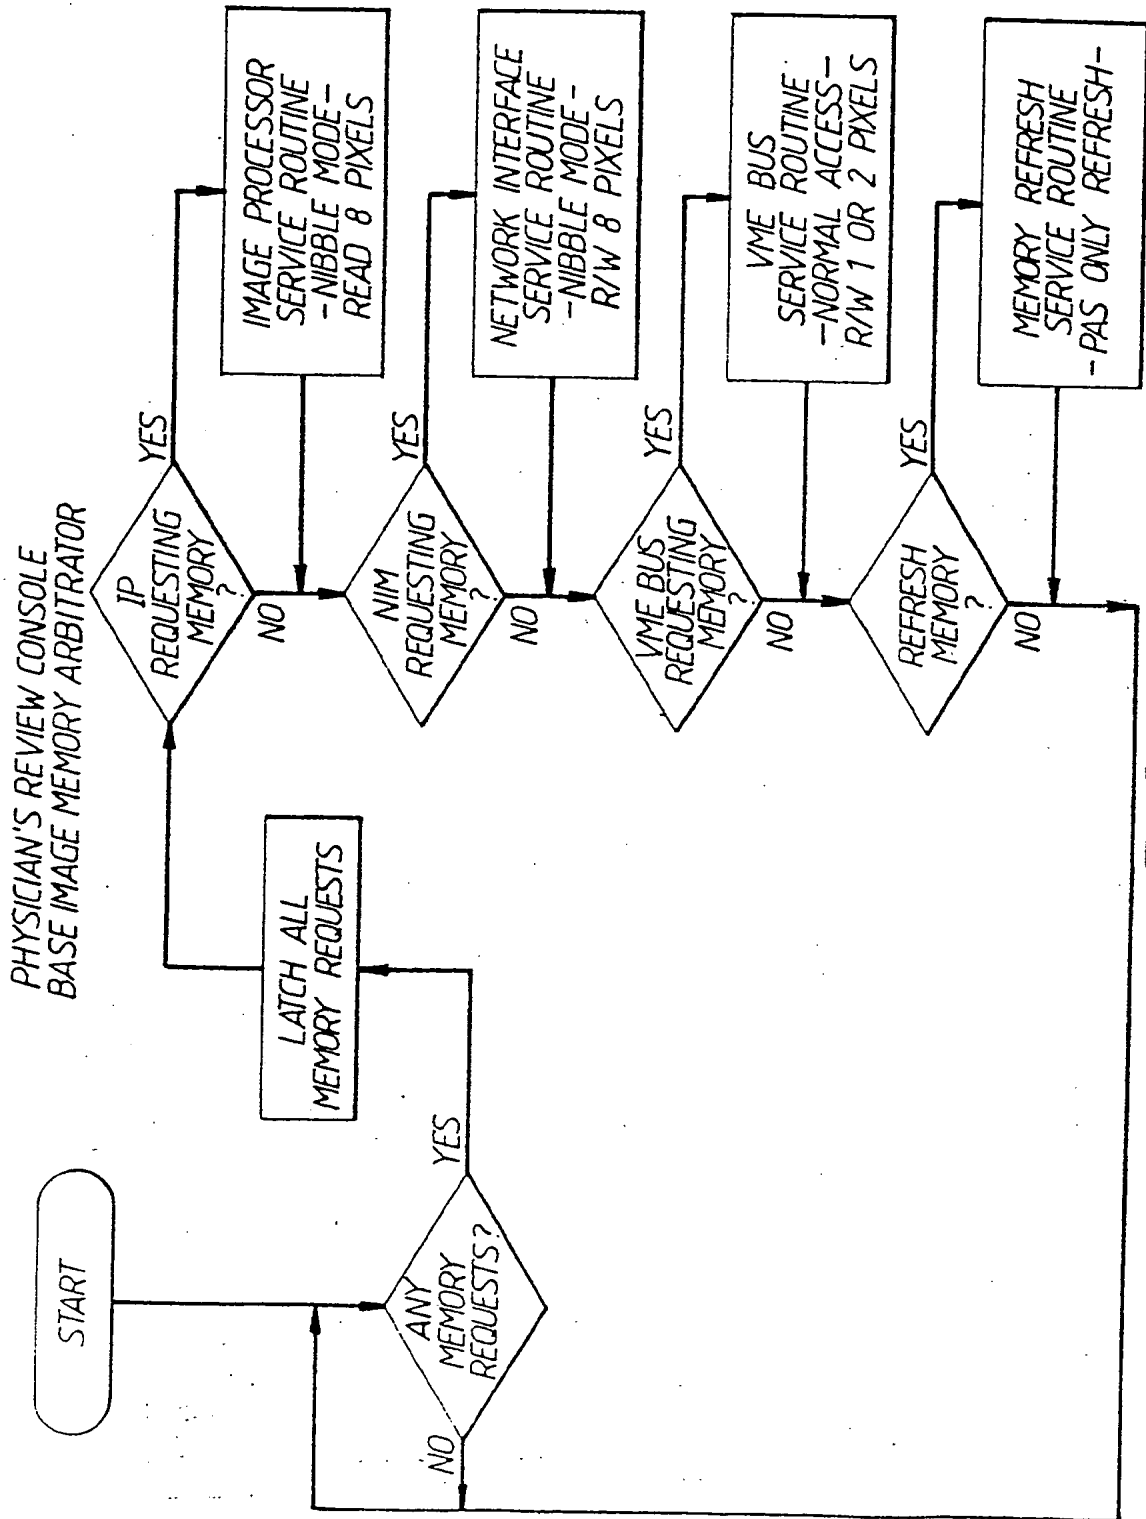 PHYSICIAN'S REVIEW CONSOLE
BASE IMAGE MEMORY ARBITRATOR
START
ANY
MEMORY
REQUESTS?
NO
YES
LATCH ALL
MEMORY REQUESTS
IP
REQUESTING
MEMORY
?
YES
NO
IMAGE PROCESSOR
SERVICE ROUTINE
-NIBBLE MODE-
READ 8 PIXELS
NIM
REQUESTING
MEMORY
?
YES
NO
NETWORK INTERFACE
SERVICE ROUTINE
-NIBBLE MODE-
R/W 8 PIXELS
VME BUS
REQUESTING
MEMORY
?
YES
NO
VME BUS
SERVICE ROUTINE
-NORMAL ACCESS-
R/W 1 OR 2 PIXELS
REFRESH
MEMORY
?
YES
NO
MEMORY REFRESH
SERVICE ROUTINE
-PAS ONLY REFRESH-